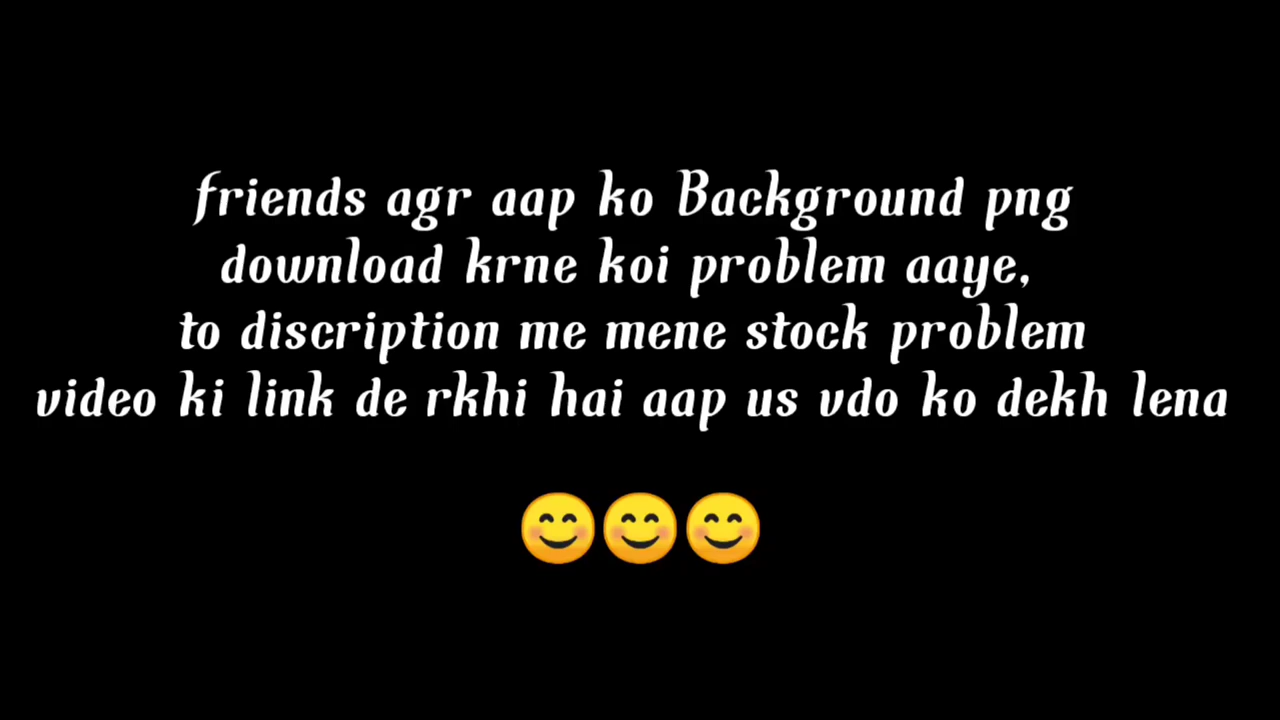 friends agr aap ko Background png
download krne koi problem aaye,
to discription me mene stock problem
video ki link de rkhi hai aap us vdo ko dekh lena
😊😊😊